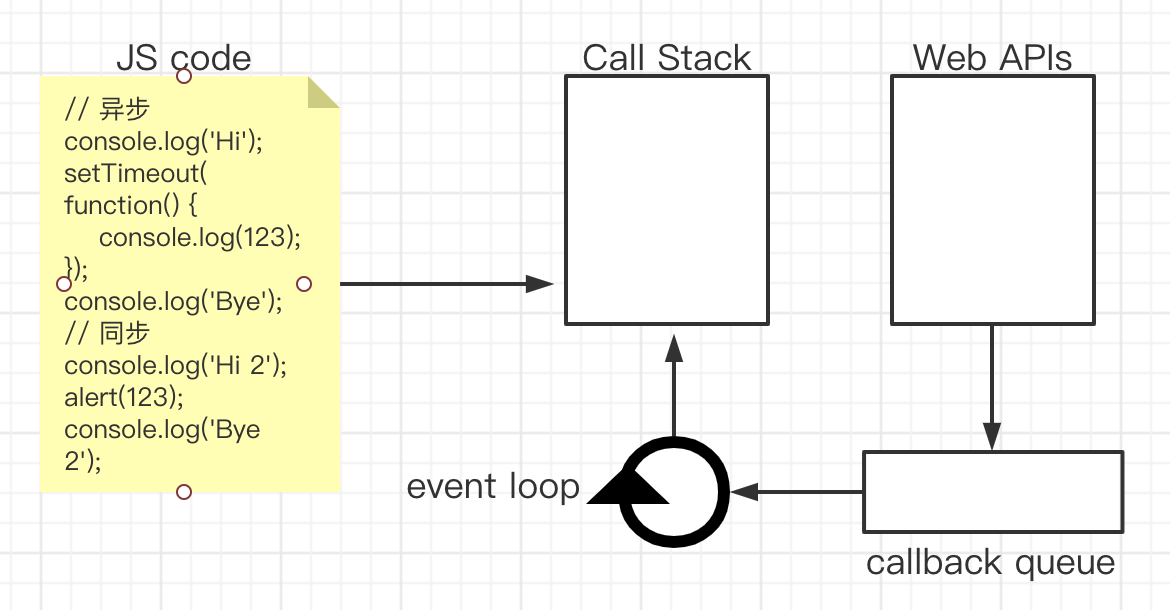 JS code
// 异步
console.log('Hi');
setTimeout(
function() {
    console.log(123);
});
console.log('Bye');
// 同步
console.log('Hi 2');
alert(123);
console.log('Bye
2');
Call Stack
Web APIs
event loop
callback queue